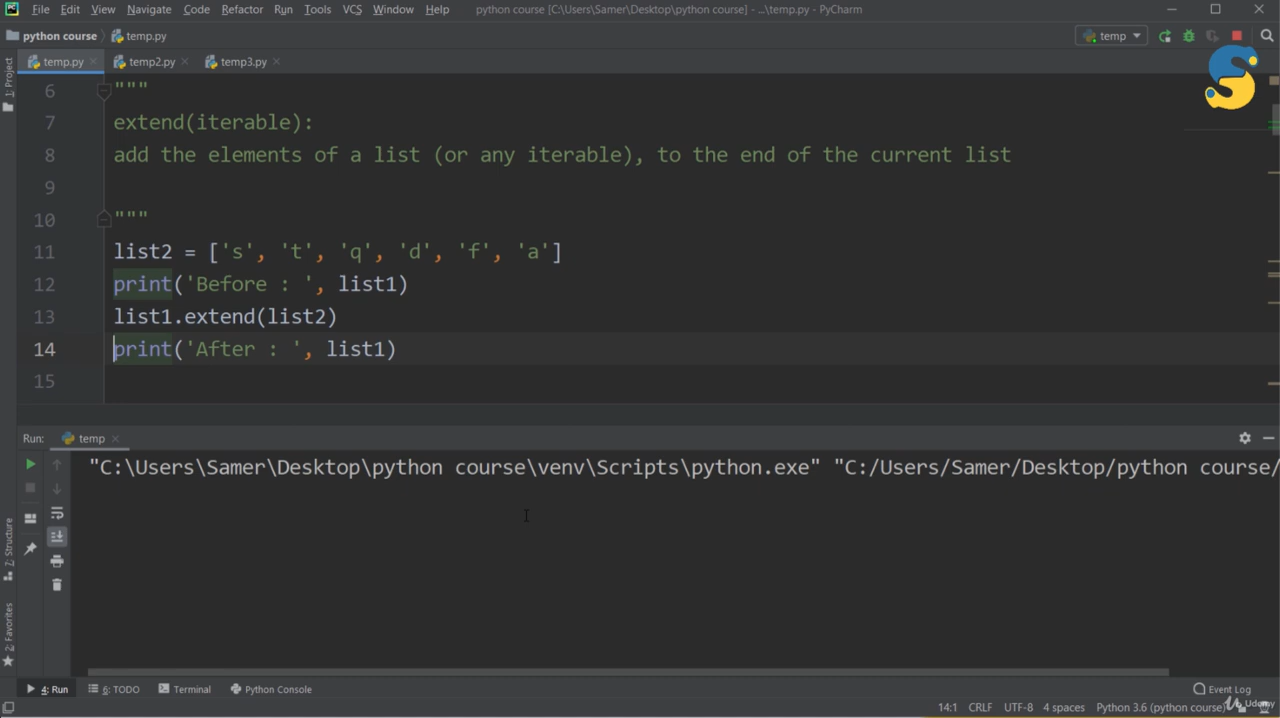 File Edit View Navigate Code Refactor Run Tools VCS Window Help python course [C:\Users\Samer\Desktop\python course] - ...\temp.py - PyCharm
python course temp.py temp
temp.py temp2.py temp3.py
1: Project
6 """
7 extend(iterable):
8 add the elements of a list (or any iterable), to the end of the current list
9
10 """
11 list2 = ['s', 't', 'q', 'd', 'f', 'a']
12 print('Before : ', list1)
13 list1.extend(list2)
14 print('After : ', list1)
15
Run: temp
"C:\Users\Samer\Desktop\python course\venv\Scripts\python.exe" "C:/Users/Samer/Desktop/python course/
7: Structure
2: Favorites
4: Run 6: TODO Terminal Python Console Event Log
14:1 CRLF UTF-8 4 spaces Python 3.6 (python course) Udemy